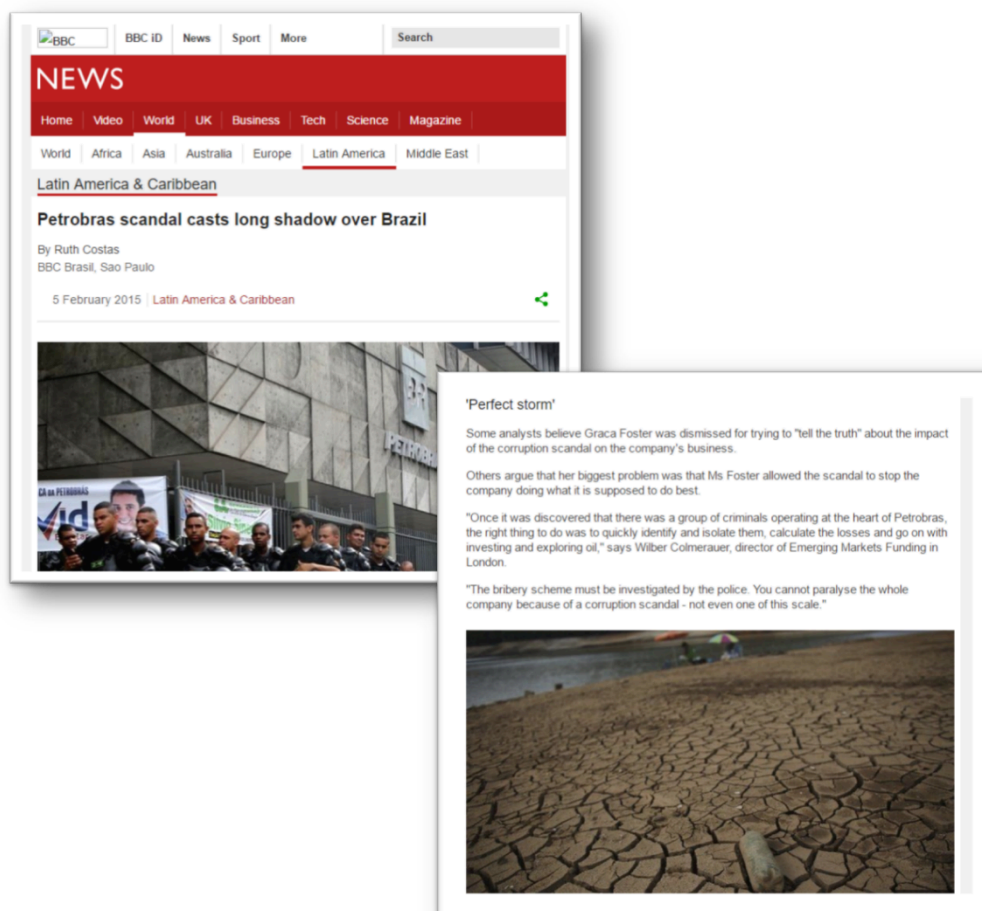 BBC
BBC iD
News
Sport
More
Search
NEWS
Home
Video
World
UK
Business
Tech
Science
Magazine
World
Africa
Asia
Australia
Europe
Latin America
Middle East
Latin America & Caribbean
Petrobras scandal casts long shadow over Brazil
By Ruth Costas
BBC Brasil, Sao Paulo
5 February 2015
Latin America & Caribbean
PETROBR
ÇA DA PETROBRÁS
'Perfect storm'
Some analysts believe Graca Foster was dismissed for trying to "tell the truth" about the impact
of the corruption scandal on the company's business.
Others argue that her biggest problem was that Ms Foster allowed the scandal to stop the
company doing what it is supposed to do best.
"Once it was discovered that there was a group of criminals operating at the heart of Petrobras,
the right thing to do was to quickly identify and isolate them, calculate the losses and go on with
investing and exploring oil," says Wilber Colmerauer, director of Emerging Markets Funding in
London.
"The bribery scheme must be investigated by the police. You cannot paralyse the whole
company because of a corruption scandal - not even one of this scale."